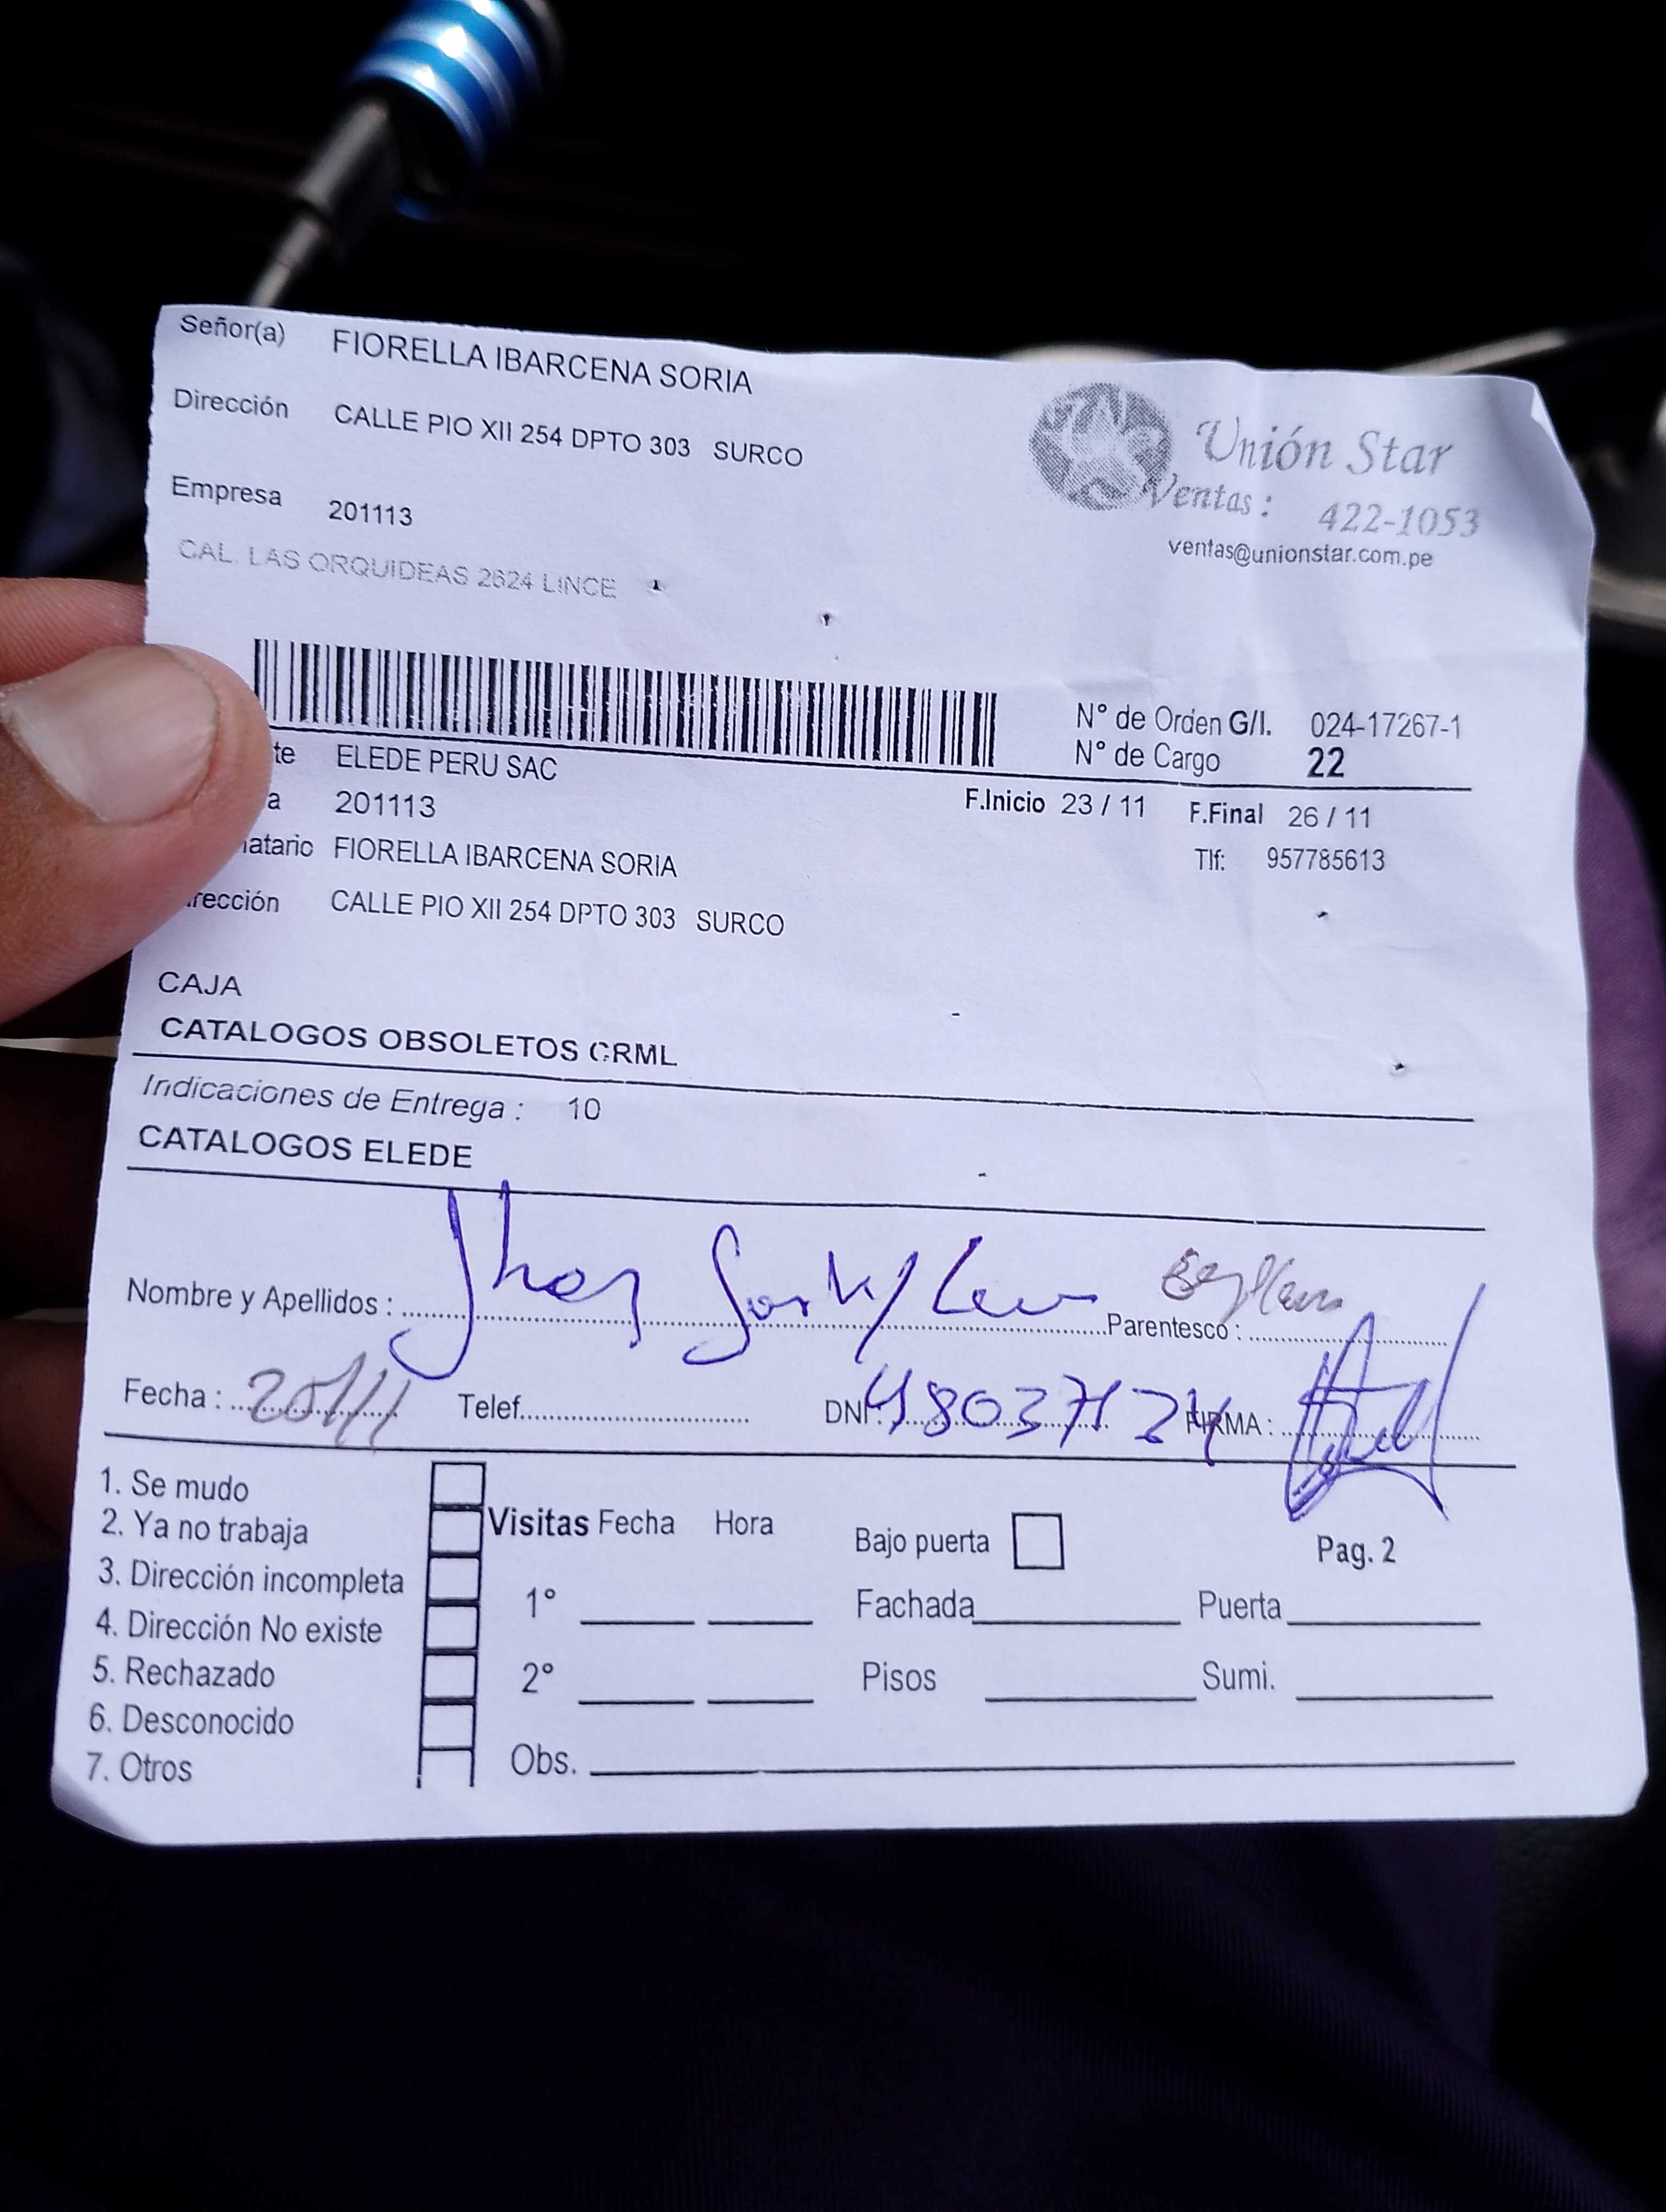 Señor(a) FIORELLA IBARCENA SORIA
Dirección CALLE PIO XII 254 DPTO 303 SURCO
Unión Star
Ventas : 422-1053
ventas@unionstar.com.pe
Empresa 201113
CAL. LAS ORQUIDEAS 2624 LINCE
N° de Orden G/I. 024-17267-1
N° de Cargo 22
te ELEDE PERU SAC
a 201113 F.Inicio 23 / 11 F.Final 26 / 11
atario FIORELLA IBARCENA SORIA Tlf: 957785613
rección CALLE PIO XII 254 DPTO 303 SURCO
CAJA
CATALOGOS OBSOLETOS CRML
Indicaciones de Entrega : 10
CATALOGOS ELEDE
Nombre y Apellidos : Jhon Parentesco :
Fecha : Telef. DNI: FIRMA :
1. Se mudo
2. Ya no trabaja
3. Dirección incompleta
4. Dirección No existe
5. Rechazado
6. Desconocido
7. Otros
Visitas Fecha Hora
1°
2°
Obs.
Bajo puerta Pag. 2
Fachada Puerta
Pisos Sumi.